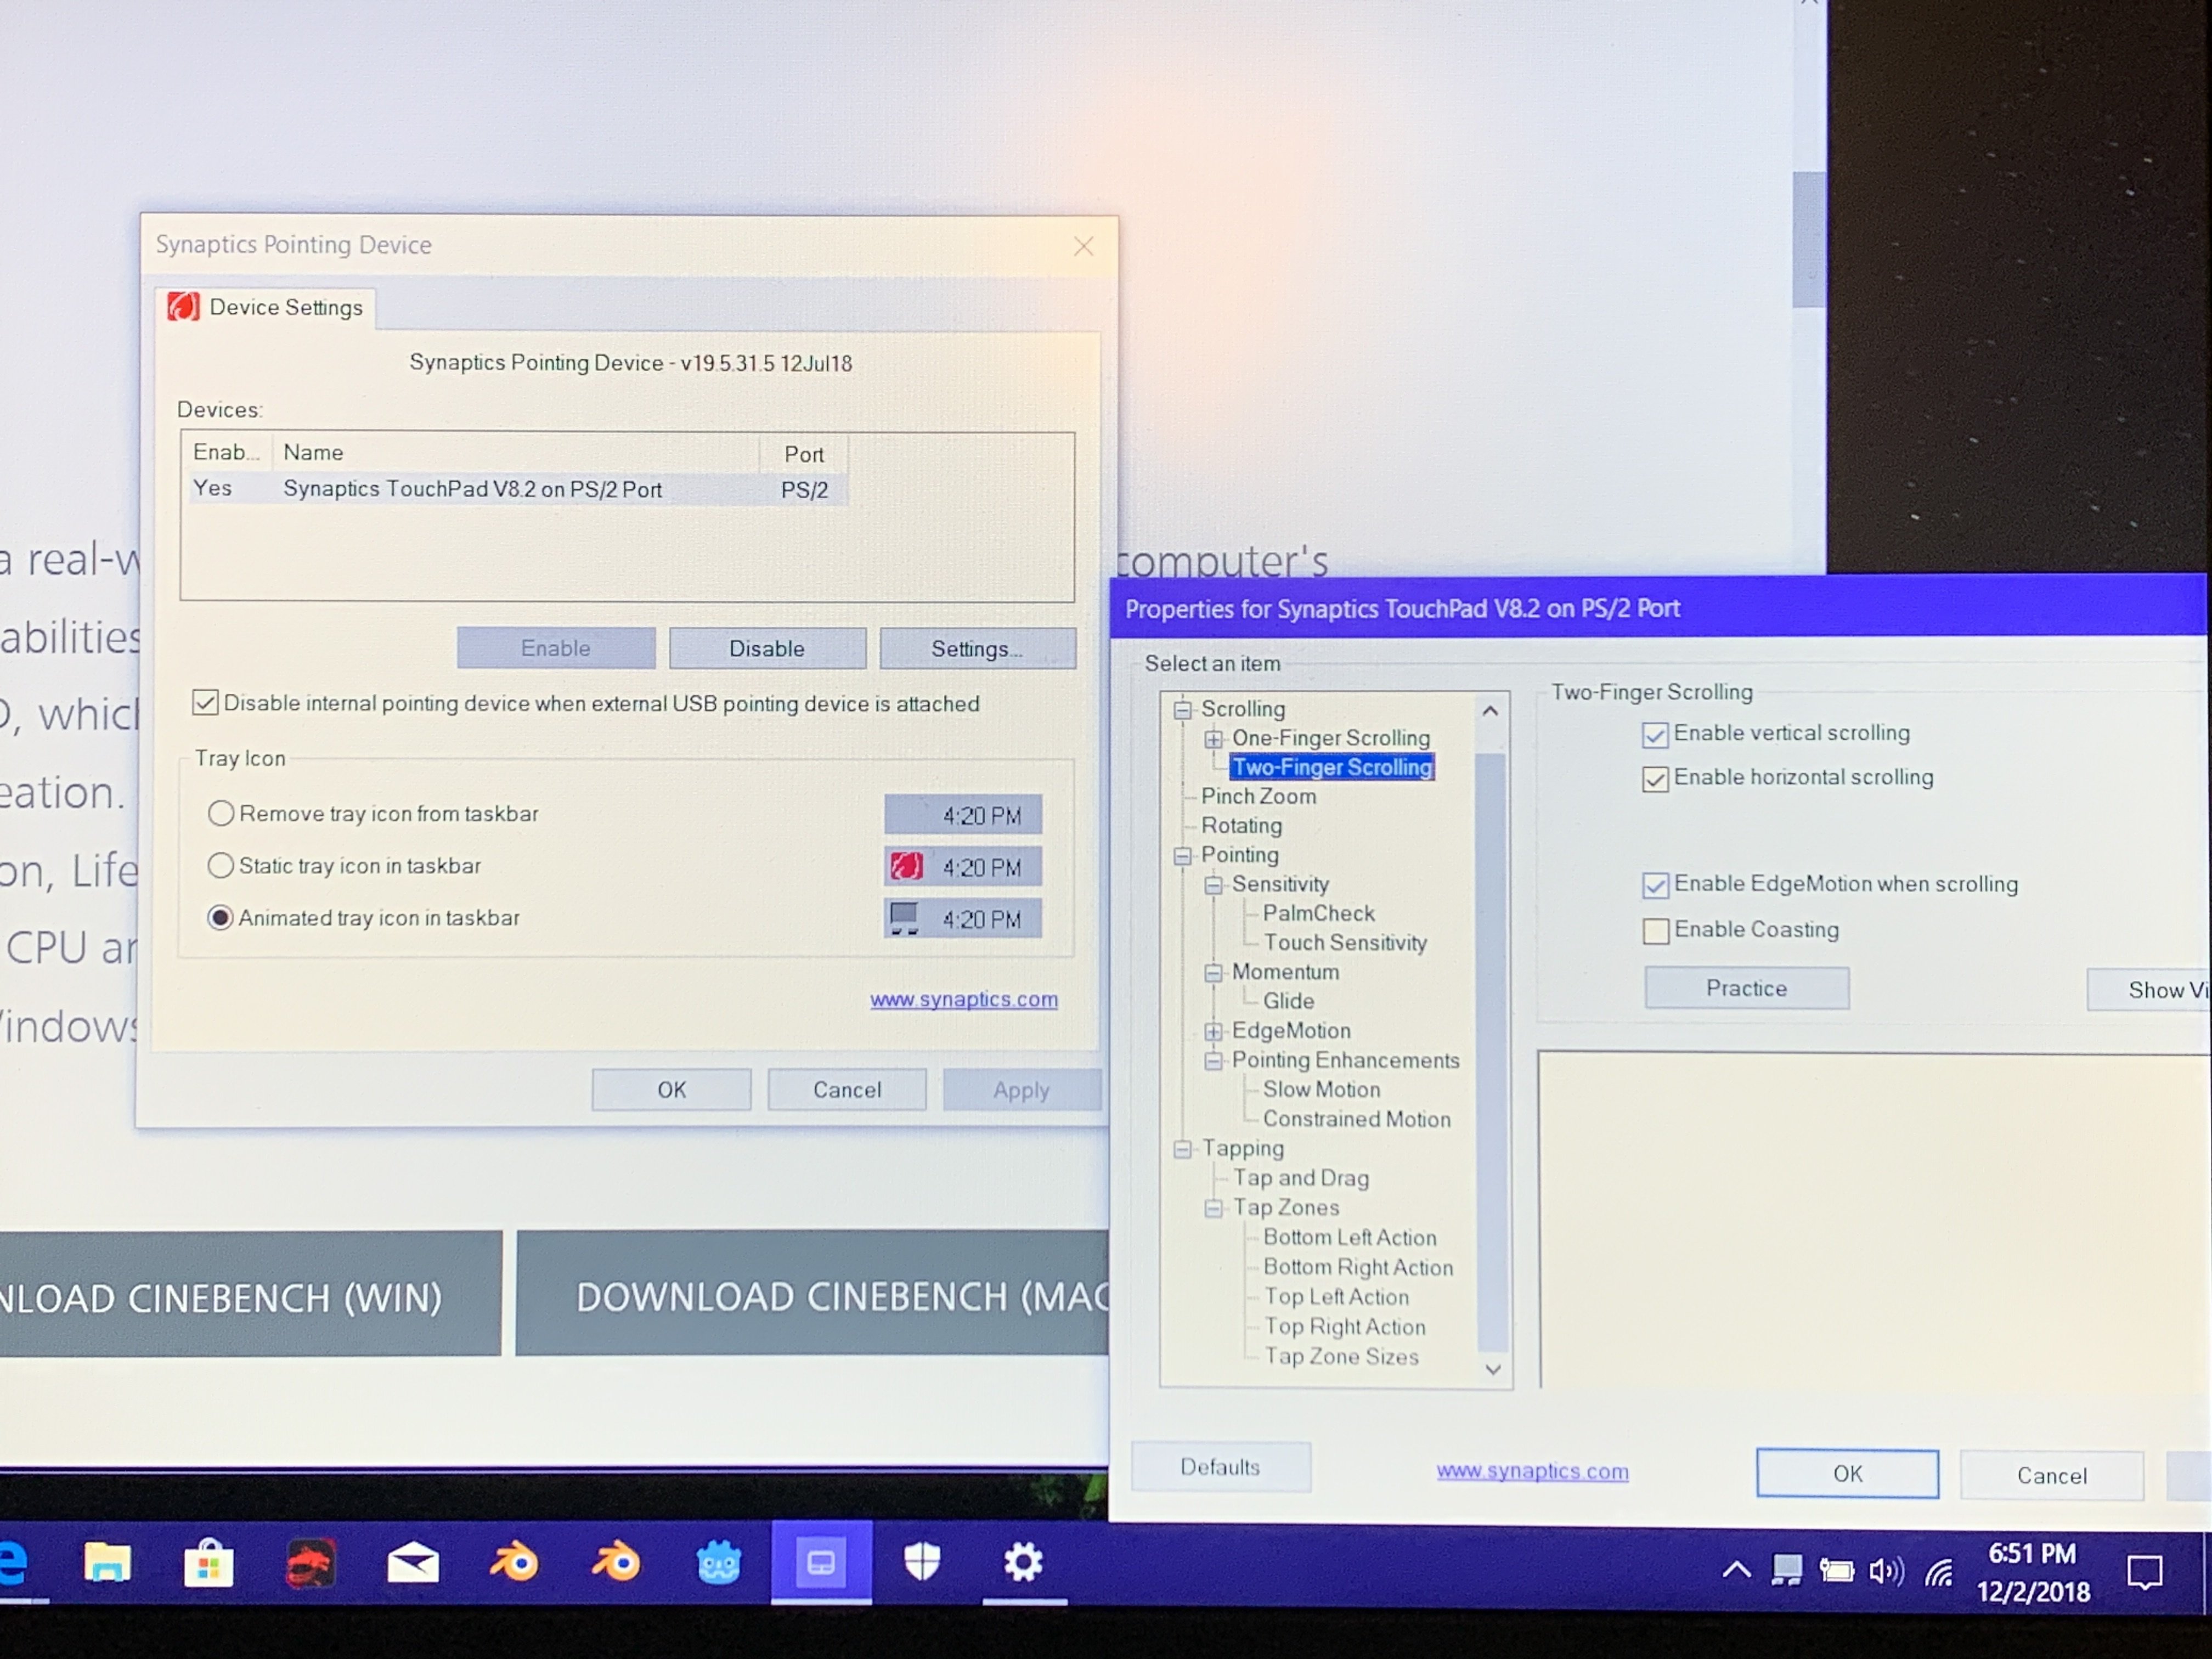 Synaptics Pointing Device
Device Settings
Synaptics Pointing Device - v19.5.31.5 12Jul18
Devices:
Enab... Name Port
Yes Synaptics TouchPad V8.2 on PS/2 Port PS/2
Enable Disable Settings...
Disable internal pointing device when external USB pointing device is attached
Tray Icon
Remove tray icon from taskbar 4:20 PM
Static tray icon in taskbar 4:20 PM
Animated tray icon in taskbar 4:20 PM
www.synaptics.com
OK Cancel Apply
a real-w
computer's
abilities
, which
eation.
on, Life
CPU ar
indows
NLOAD CINEBENCH (WIN)
DOWNLOAD CINEBENCH (MAC
Properties for Synaptics TouchPad V8.2 on PS/2 Port
Select an item
Scrolling
One-Finger Scrolling
Two-Finger Scrolling
Pinch Zoom
Rotating
Pointing
Sensitivity
PalmCheck
Touch Sensitivity
Momentum
Glide
EdgeMotion
Pointing Enhancements
Slow Motion
Constrained Motion
Tapping
Tap and Drag
Tap Zones
Bottom Left Action
Bottom Right Action
Top Left Action
Top Right Action
Tap Zone Sizes
Two-Finger Scrolling
Enable vertical scrolling
Enable horizontal scrolling
Enable EdgeMotion when scrolling
Enable Coasting
Practice
Show Vi
Defaults
www.synaptics.com
OK
Cancel
6:51 PM
12/2/2018